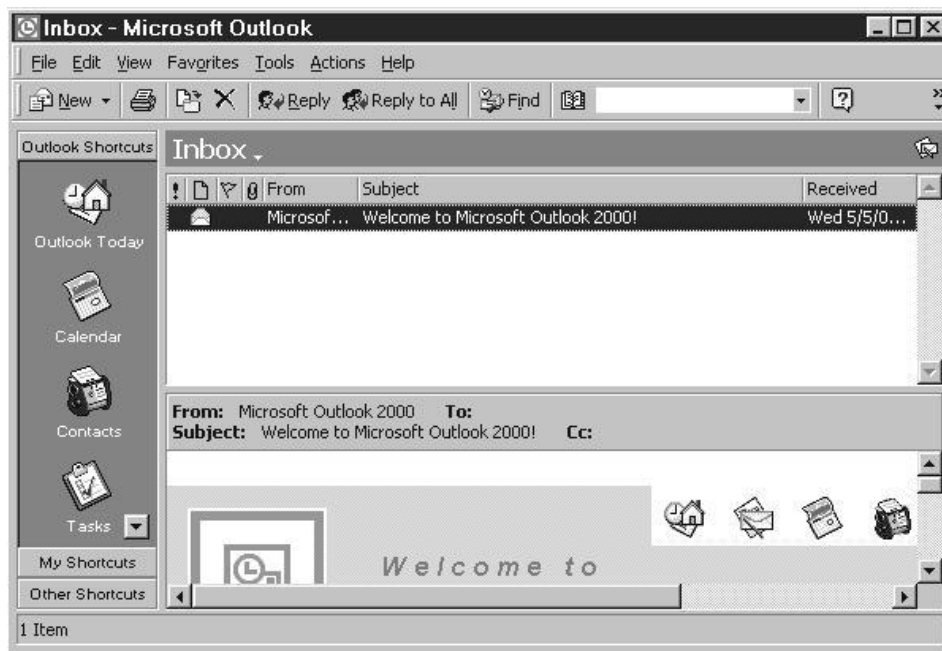 Inbox - Microsoft Outlook
File Edit View Favorites Tools Actions Help
New Reply Reply to All Find
Outlook Shortcuts
Outlook Today
Calendar
Contacts
Tasks
My Shortcuts
Other Shortcuts
Inbox
! From Subject Received
Microsof... Welcome to Microsoft Outlook 2000! Wed 5/5/0...
From: Microsoft Outlook 2000 To:
Subject: Welcome to Microsoft Outlook 2000! Cc:
Welcome to
1 Item